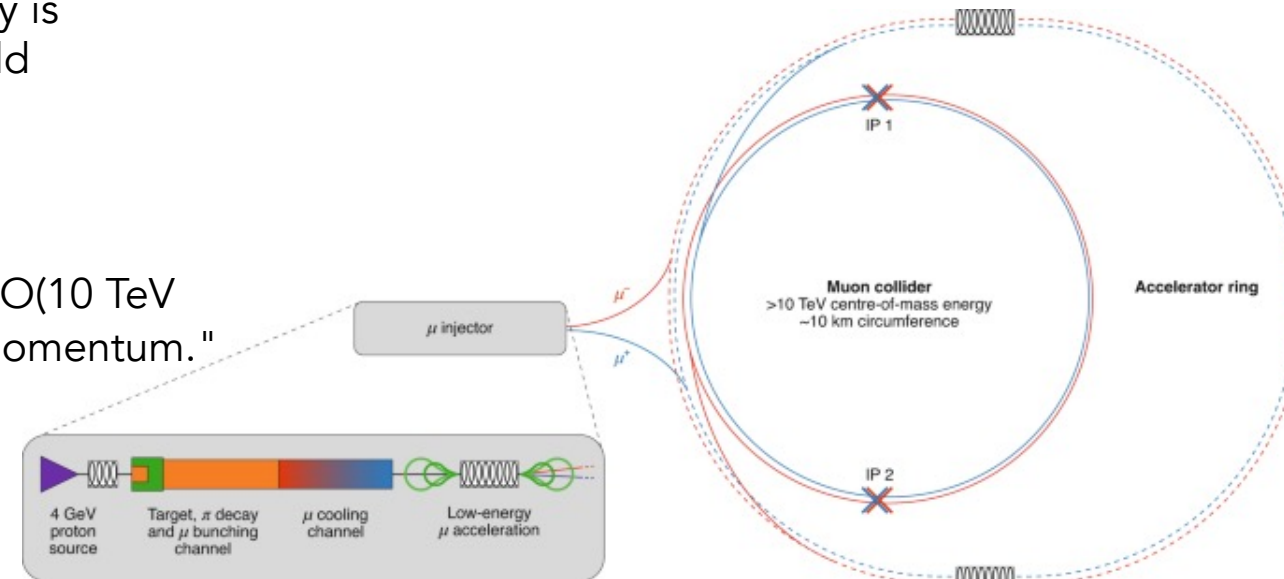 y is
ld
O(10 TeV
omentum."
IP 1
Muon collider
>10 TeV centre-of-mass energy
~10 km circumference
Accelerator ring
μ injector
μ⁻
μ⁺
IP 2
4 GeV
proton
source
Target, π decay
and μ bunching
channel
μ cooling
channel
Low-energy
μ acceleration